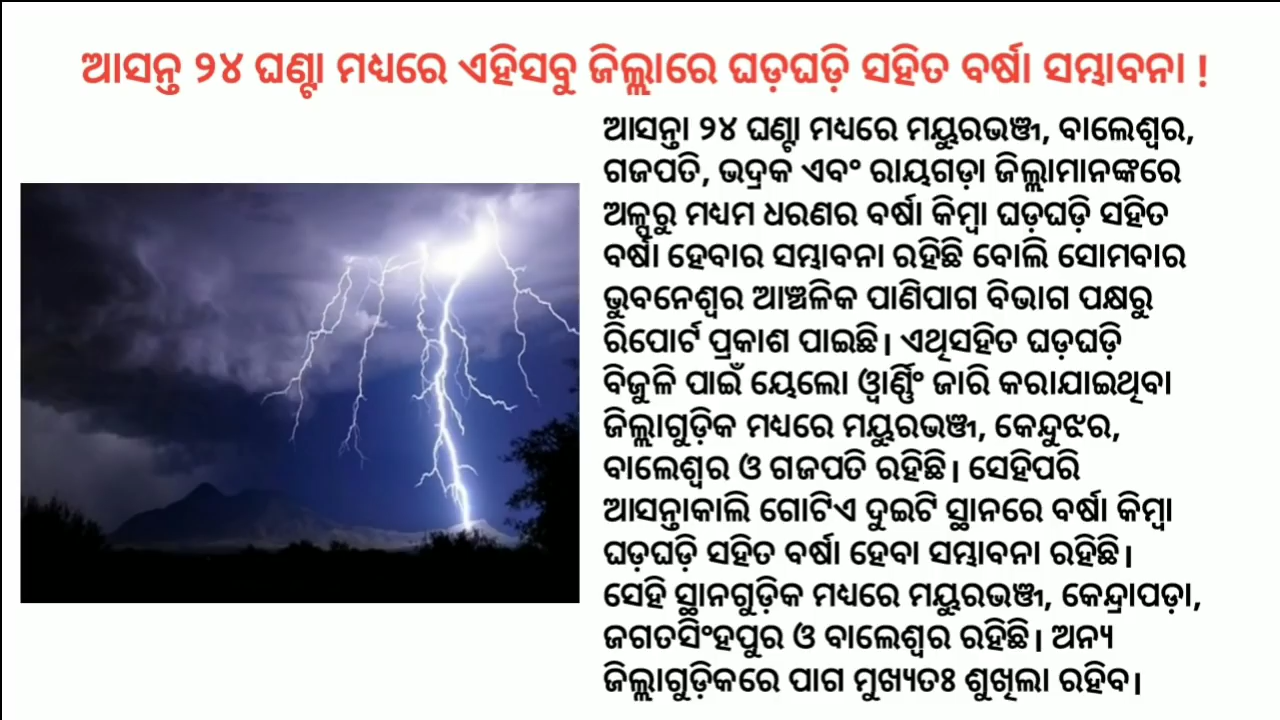 ଆସନ୍ତ ୨୪ ଘଣ୍ଟା ମଧ୍ୟରେ ଏହିସବୁ ଜିଲ୍ଲାରେ ଘଡ଼ଘଡ଼ି ସହିତ ବର୍ଷା ସମ୍ଭାବନା !
ଆସନ୍ତା ୨୪ ଘଣ୍ଟା ମଧ୍ୟରେ ମୟୁରଭଞ୍ଜ, ବାଲେଶ୍ୱର,
ଗଜପତି, ଭଦ୍ରକ ଏବଂ ରାୟଗଡ଼ା ଜିଲ୍ଲାମାନଙ୍କରେ
ଅଳ୍ପରୁ ମଧ୍ୟମ ଧରଣର ବର୍ଷା କିମ୍ବା ଘଡ଼ଘଡ଼ି ସହିତ
ବର୍ଷା ହେବାର ସମ୍ଭାବନା ରହିଛି ବୋଲି ସୋମବାର
ଭୁବନେଶ୍ୱର ଆଞ୍ଚଳିକ ପାଣିପାଗ ବିଭାଗ ପକ୍ଷରୁ
ରିପୋର୍ଟ ପ୍ରକାଶ ପାଇଛି। ଏଥିସହିତ ଘଡ଼ଘଡ଼ି
ବିଜୁଳି ପାଇଁ ୟେଲୋ ୱାର୍ଣ୍ଣିଂ ଜାରି କରାଯାଇଥିବା
ଜିଲ୍ଲାଗୁଡ଼ିକ ମଧ୍ୟରେ ମୟୁରଭଞ୍ଜ, କେନ୍ଦୁଝର,
ବାଲେଶ୍ୱର ଓ ଗଜପତି ରହିଛି। ସେହିପରି
ଆସନ୍ତାକାଲି ଗୋଟିଏ ଦୁଇଟି ସ୍ଥାନରେ ବର୍ଷା କିମ୍ବା
ଘଡ଼ଘଡ଼ି ସହିତ ବର୍ଷା ହେବା ସମ୍ଭାବନା ରହିଛି।
ସେହି ସ୍ଥାନଗୁଡ଼ିକ ମଧ୍ୟରେ ମୟୁରଭଞ୍ଜ, କେନ୍ଦ୍ରାପଡ଼ା,
ଜଗତସିଂହପୁର ଓ ବାଲେଶ୍ୱର ରହିଛି। ଅନ୍ୟ
ଜିଲ୍ଲାଗୁଡ଼ିକରେ ପାଗ ମୁଖ୍ୟତଃ ଶୁଖିଲା ରହିବ।